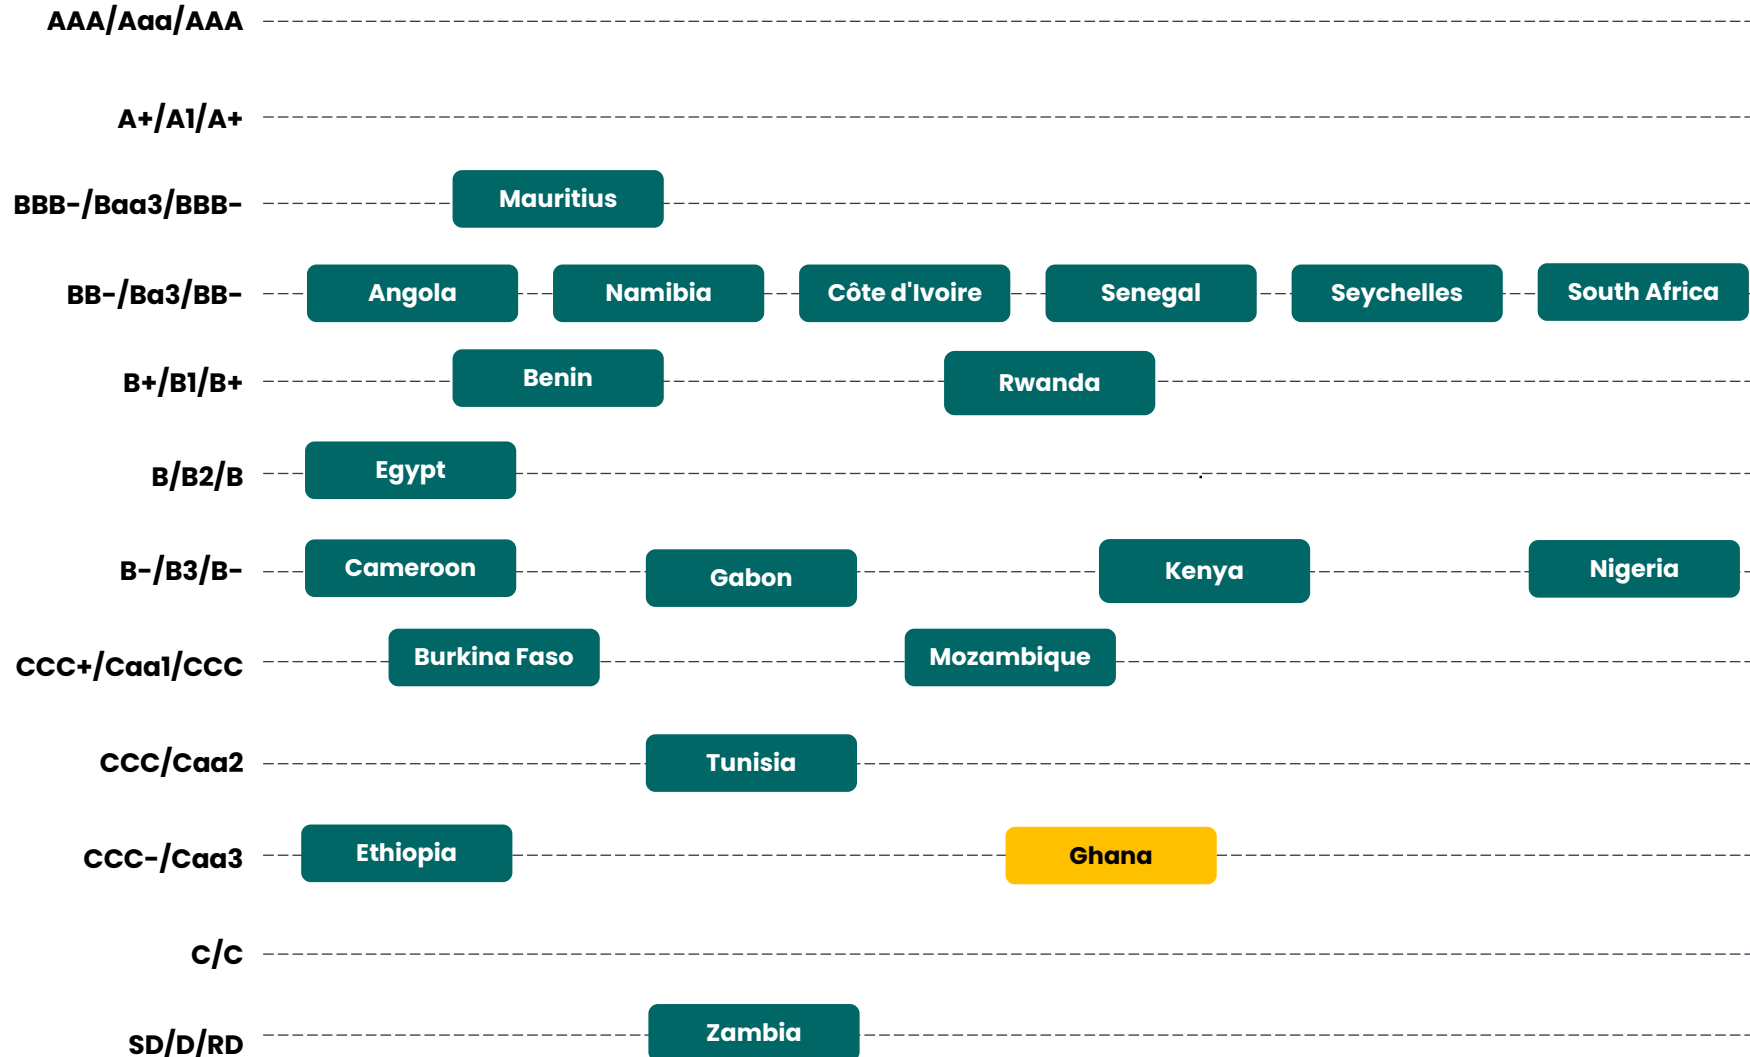 AAA/Aaa/AAA
A+/A1/A+
BBB-/Baa3/BBB-
Mauritius
BB-/Ba3/BB-
Angola
Namibia
Côte d'Ivoire
Senegal
Seychelles
South Africa
B+/B1/B+
Benin
Rwanda
B/B2/B
Egypt
B-/B3/B-
Cameroon
Gabon
Kenya
Nigeria
CCC+/Caa1/CCC
Burkina Faso
Mozambique
CCC/Caa2
Tunisia
CCC-/Caa3
Ethiopia
Ghana
C/C
SD/D/RD
Zambia